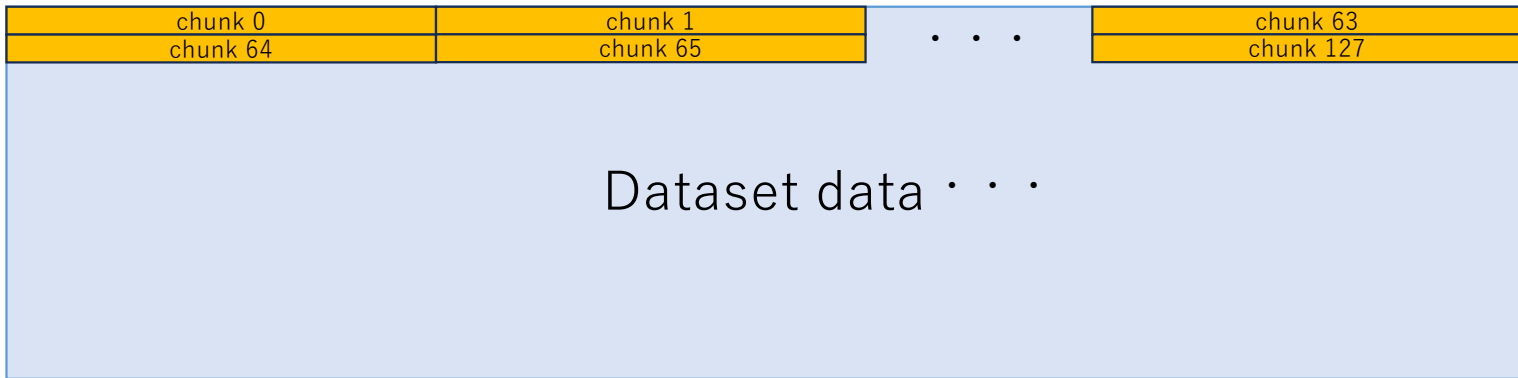 chunk 0 chunk 1 ・・・ chunk 63
chunk 64 chunk 65 chunk 127
Dataset data・・・